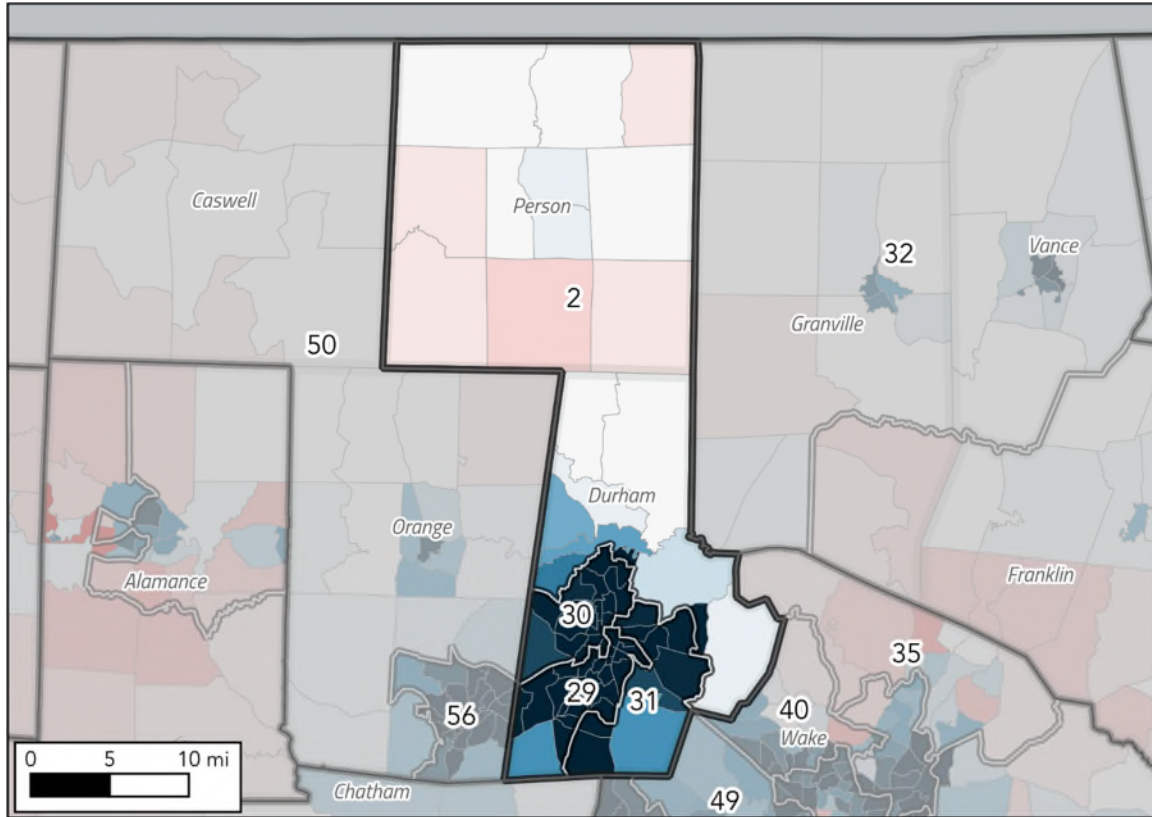 Caswell
Person
32
Vance
2
Granville
50
Durham
Orange
Franklin
Alamance
30
35
29
31
56
40
Wake
0 5 10 mi
Chatham
49